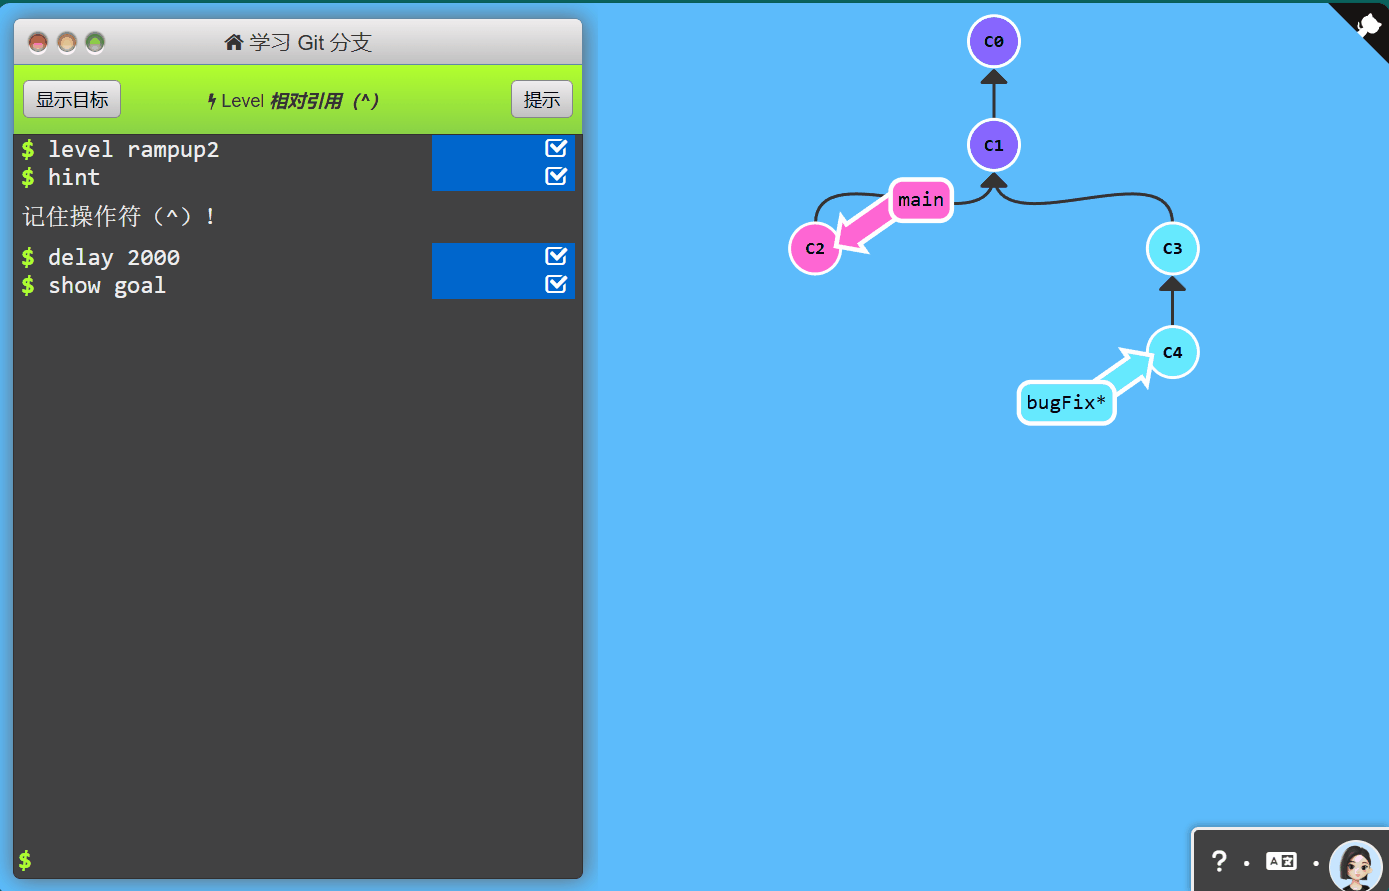 学习 Git 分支
显示目标
Level 相对引用（^）
提示
$ level rampup2
$ hint
记住操作符（^）！
$ delay 2000
$ show goal
$
C0
C1
main
C2
C3
C4
bugFix*
?
A